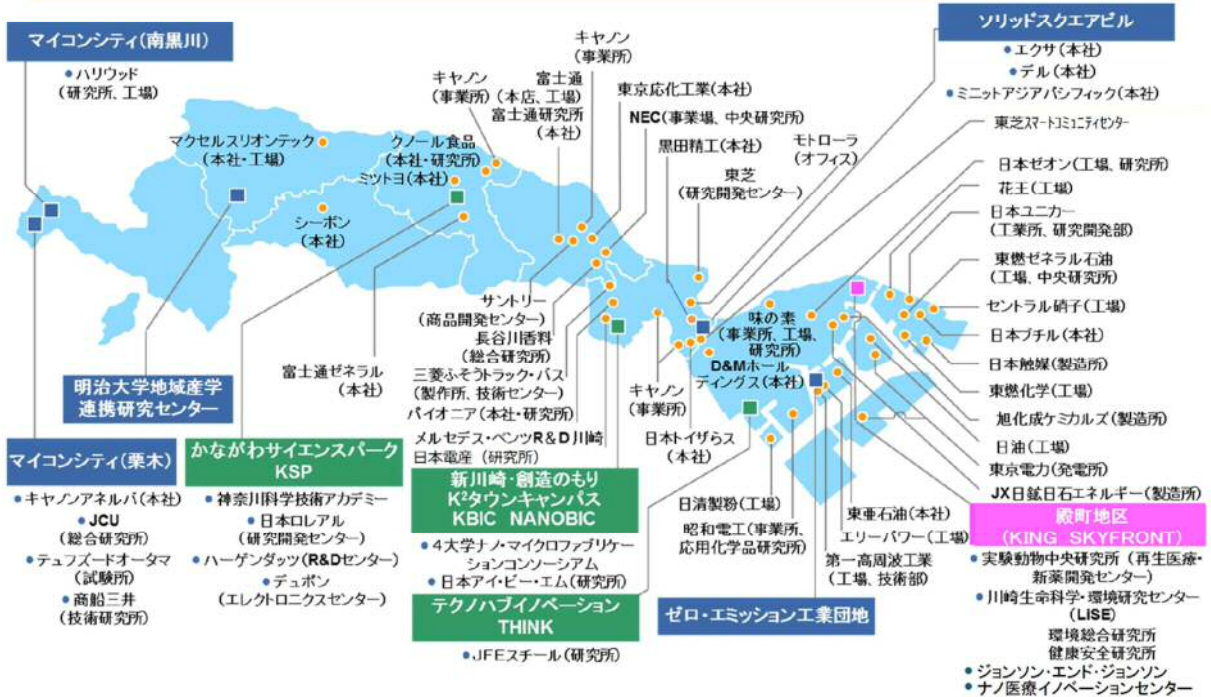 マイコンシティ(南黒川)
●ハリウッド
(研究所、工場)
マクセルスリオンテック
(本社・工場)
シーボン
(本社)
キヤノン
(事業所)
クノール食品
(本社・研究所)
ミツトヨ(本社)
富士通
(本店、工場)
富士通研究所
(本社)
キヤノン
(事業所)
東京応化工業(本社)
NEC(事業場、中央研究所)
黒田精工(本社)
東芝
(研究開発センター)
モトローラ
(オフィス)
ソリッドスクエアビル
●エクサ(本社)
●デル(本社)
●ミニットアジアパシフィック(本社)
東芝スマートコミュニティセンター
日本ゼオン(工場、研究所)
花王(工場)
日本ユニカー
(工業所、研究開発部)
東燃ゼネラル石油
(工場、中央研究所)
セントラル硝子(工場)
日本ブチル(本社)
日本触媒(製造所)
東燃化学(工場)
旭化成ケミカルズ(製造所)
日油(工場)
東京電力(発電所)
JX日鉱日石エネルギー(製造所)
味の素
(事業所、工場、
研究所)
D&Mホール
ディングス(本社)
サントリー
(商品開発センター)
長谷川香料
(総合研究所)
三菱ふそうトラック・バス
(製作所、技術センター)
パイオニア(本社・研究所)
メルセデス・ベンツR&D川崎
日本電産(研究所)
富士通ゼネラル
(本社)
キヤノン
(事業所)
日本トイザらス
(本社)
日清製粉(工場)
昭和電工(事業所、
応用化学品研究所)
東亜石油(本社)
エリーパワー(工場)
第一高周波工業
(工場、技術部)
明治大学地域産学
連携研究センター
マイコンシティ(栗木)
●キヤノンアネルバ(本社)
●JCU
(総合研究所)
●テュフズードオータマ
(試験所)
●商船三井
(技術研究所)
かながわサイエンスパーク
KSP
●神奈川科学技術アカデミー
●日本ロレアル
(研究開発センター)
●ハーゲンダッツ(R&Dセンター)
●デュポン
(エレクトロニクスセンター)
新川崎・創造のもり
K²タウンキャンパス
KBIC NANOBIC
●4大学ナノ・マイクロファブリケー
ションコンソーシアム
●日本アイ・ビー・エム(研究所)
テクノハブイノベーション
THINK
●JFEスチール(研究所)
ゼロ・エミッション工業団地
殿町地区
(KING SKYFRONT)
●実験動物中央研究所(再生医療・
新薬開発センター)
●川崎生命科学・環境研究センター
(LiSE)
環境総合研究所
健康安全研究所
●ジョンソン・エンド・ジョンソン
●ナノ医療イノベーションセンター